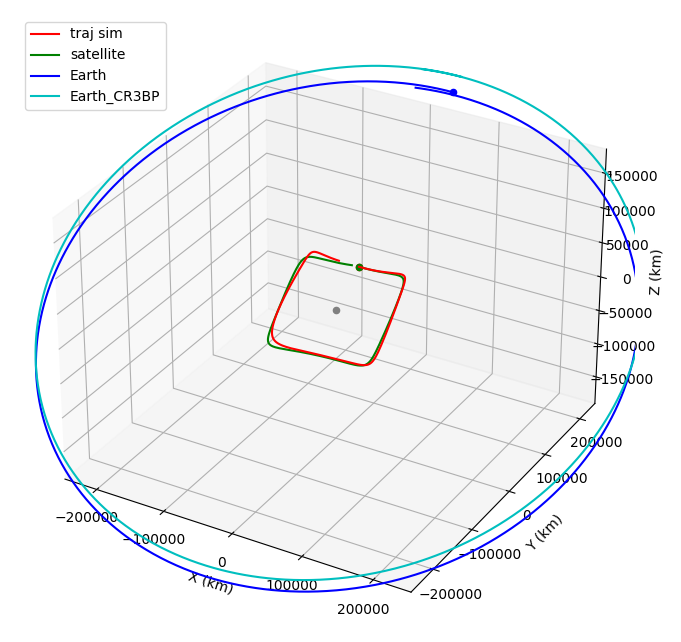 traj sim
satellite
Earth
Earth_CR3BP
150000
100000
50000
0
−50000
−100000
−150000
Z (km)
200000
100000
0
−100000
−200000
Y (km)
−200000
−100000
0
100000
200000
X (km)